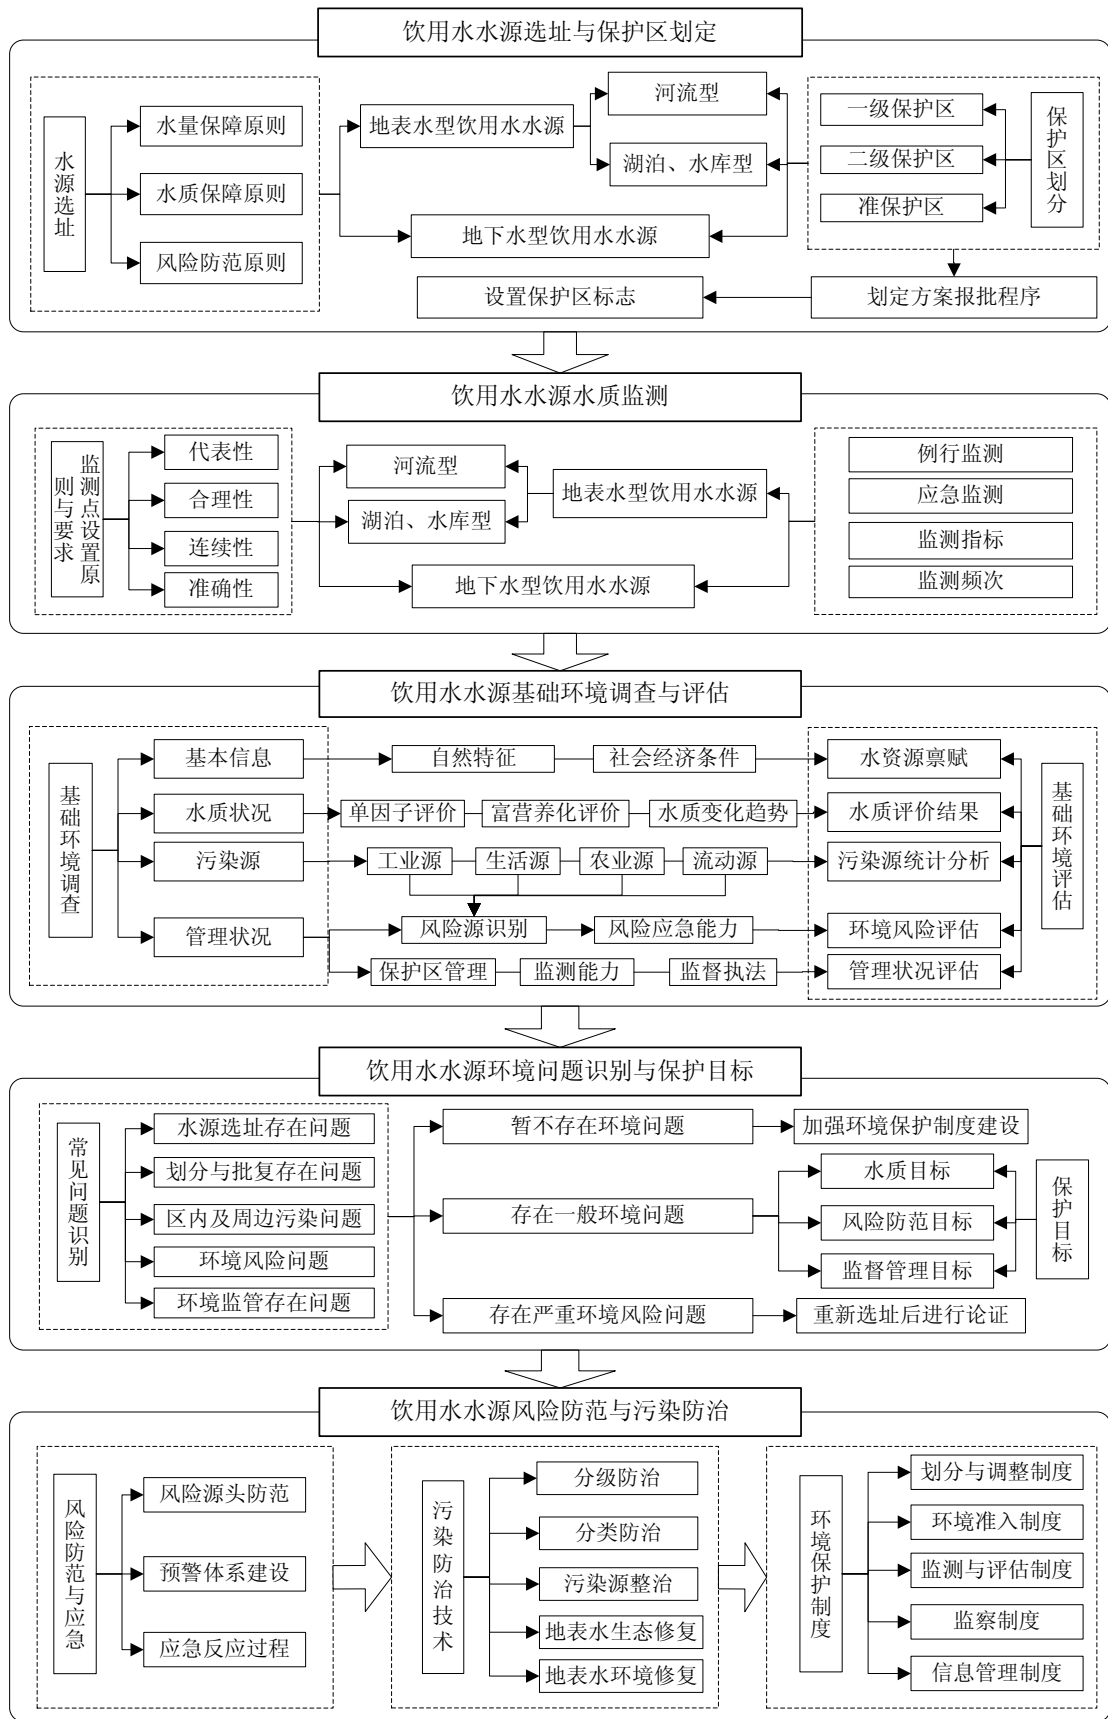 饮用水水源选址与保护区划定
水源选址
水量保障原则
水质保障原则
风险防范原则
地表水型饮用水水源
河流型
湖泊、水库型
地下水型饮用水水源
一级保护区
二级保护区
准保护区
保护区划分
设置保护区标志
划定方案报批程序
饮用水水源水质监测
监测点设置原
则与要求
代表性
合理性
连续性
准确性
河流型
湖泊、水库型
地表水型饮用水水源
地下水型饮用水水源
例行监测
应急监测
监测指标
监测频次
饮用水水源基础环境调查与评估
基础环境调查
基本信息
自然特征
社会经济条件
水资源禀赋
水质状况
单因子评价
富营养化评价
水质变化趋势
水质评价结果
污染源
工业源
生活源
农业源
流动源
污染源统计分析
管理状况
风险源识别
风险应急能力
环境风险评估
保护区管理
监测能力
监督执法
管理状况评估
基础环境评估
饮用水水源环境问题识别与保护目标
常见问题识别
水源选址存在问题
划分与批复存在问题
区内及周边污染问题
环境风险问题
环境监管存在问题
暂不存在环境问题
加强环境保护制度建设
存在一般环境问题
水质目标
风险防范目标
监督管理目标
保护目标
存在严重环境风险问题
重新选址后进行论证
饮用水水源风险防范与污染防治
风险防范与应急
风险源头防范
预警体系建设
应急反应过程
污染防治技术
分级防治
分类防治
污染源整治
地表水生态修复
地表水环境修复
环境保护制度
划分与调整制度
环境准入制度
监测与评估制度
监察制度
信息管理制度